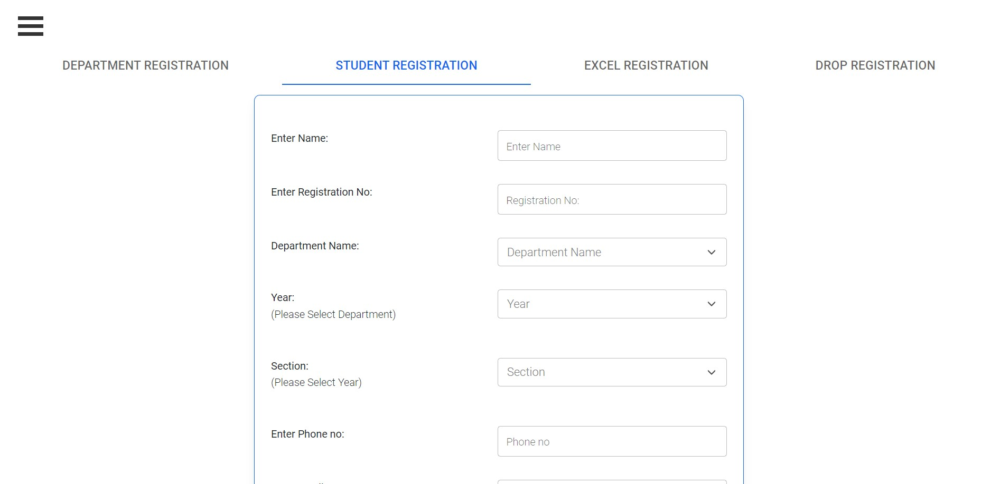 DEPARTMENT REGISTRATION STUDENT REGISTRATION EXCEL REGISTRATION DROP REGISTRATION
Enter Name: Enter Name
Enter Registration No: Registration No:
Department Name: Department Name
Year: Year
(Please Select Department)
Section: Section
(Please Select Year)
Enter Phone no: Phone no